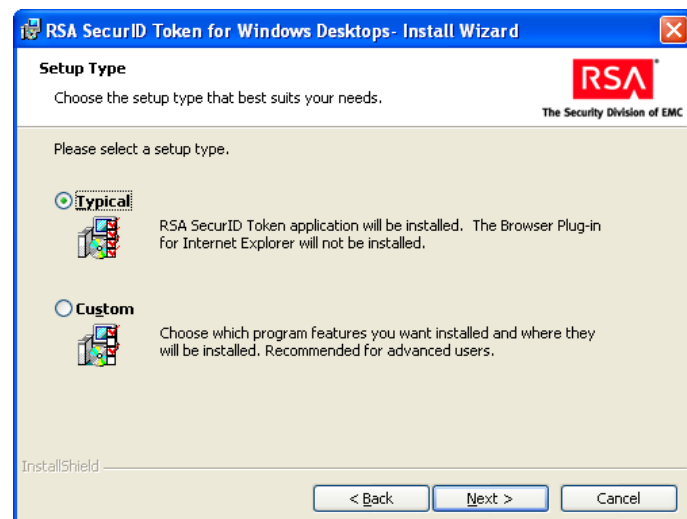 RSA SecurID Token for Windows Desktops- Install Wizard
Setup Type
Choose the setup type that best suits your needs.
RSA
The Security Division of EMC
Please select a setup type.
Typical
RSA SecurID Token application will be installed. The Browser Plug-in
for Internet Explorer will not be installed.
Custom
Choose which program features you want installed and where they
will be installed. Recommended for advanced users.
InstallShield
< Back
Next >
Cancel